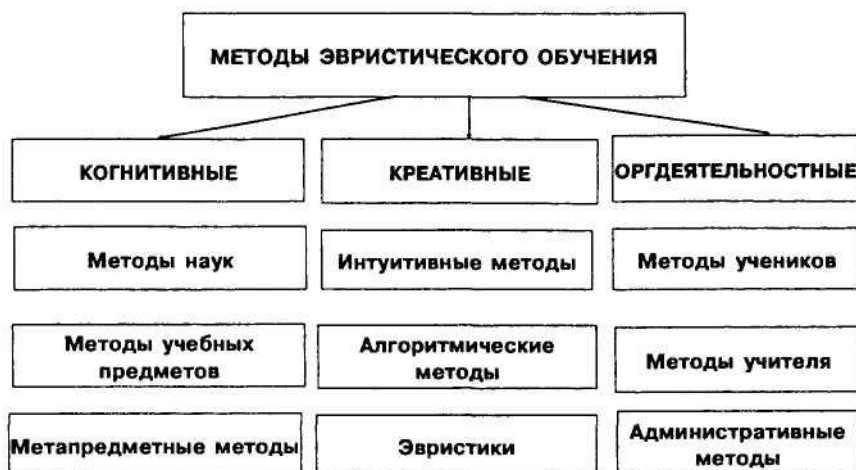 МЕТОДЫ ЭВРИСТИЧЕСКОГО ОБУЧЕНИЯ
КОГНИТИВНЫЕ
КРЕАТИВНЫЕ
ОРГДЕЯТЕЛЬНОСТНЫЕ
Методы наук
Интуитивные методы
Методы учеников
Методы учебных
предметов
Алгоритмические
методы
Методы учителя
Метапредметные методы
Эвристики
Административные
методы